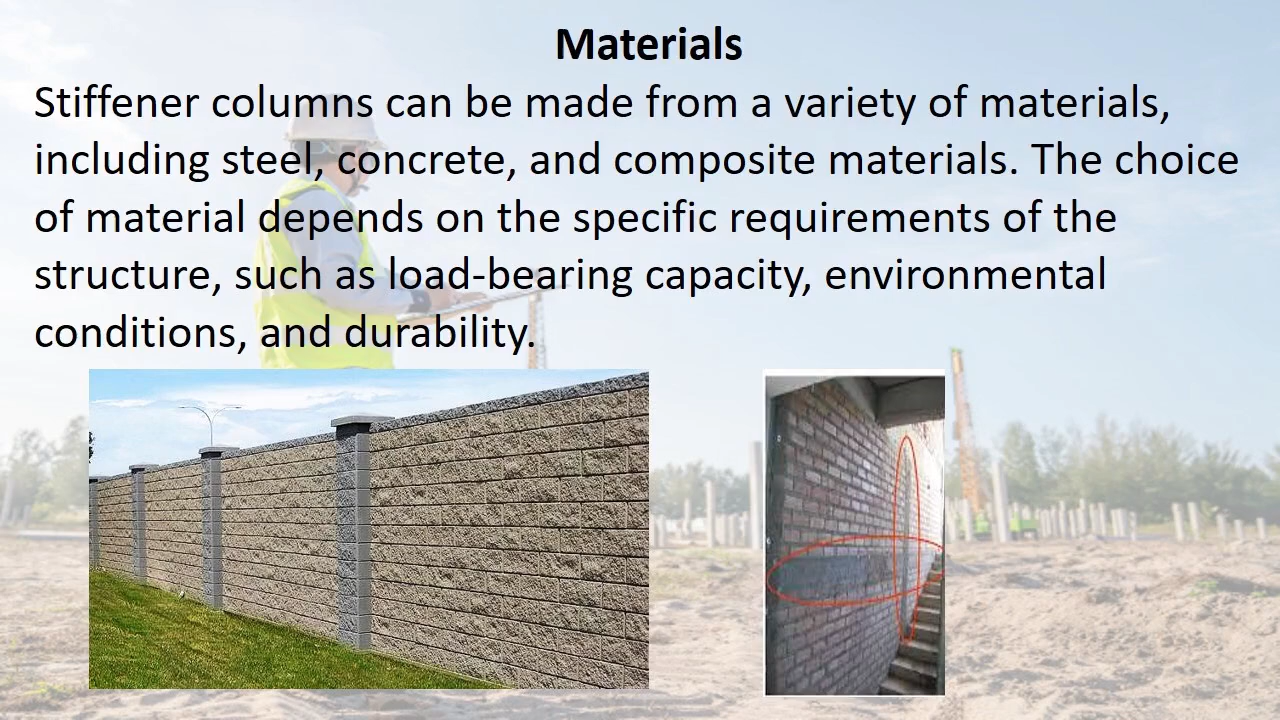 Materials
Stiffener columns can be made from a variety of materials,
including steel, concrete, and composite materials. The choice
of material depends on the specific requirements of the
structure, such as load-bearing capacity, environmental
conditions, and durability.